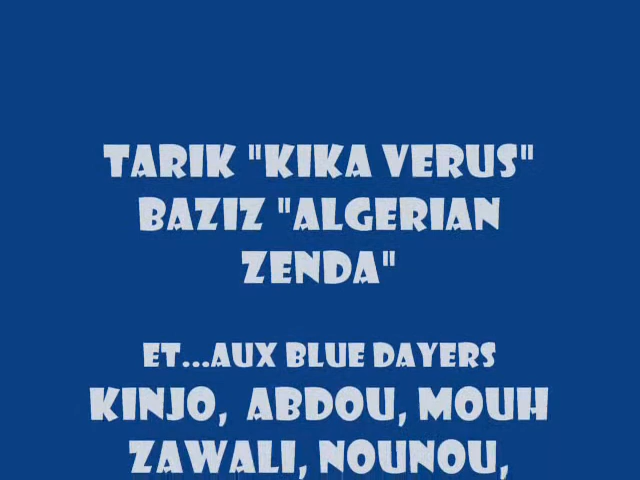 TARIK "KIKA VERUS"
BAZIZ "ALGERIAN
ZENDA"
ET...AUX BLUE DAYERS
KINJO, ABDOU, MOUH
ZAWALI, NOUNOU,